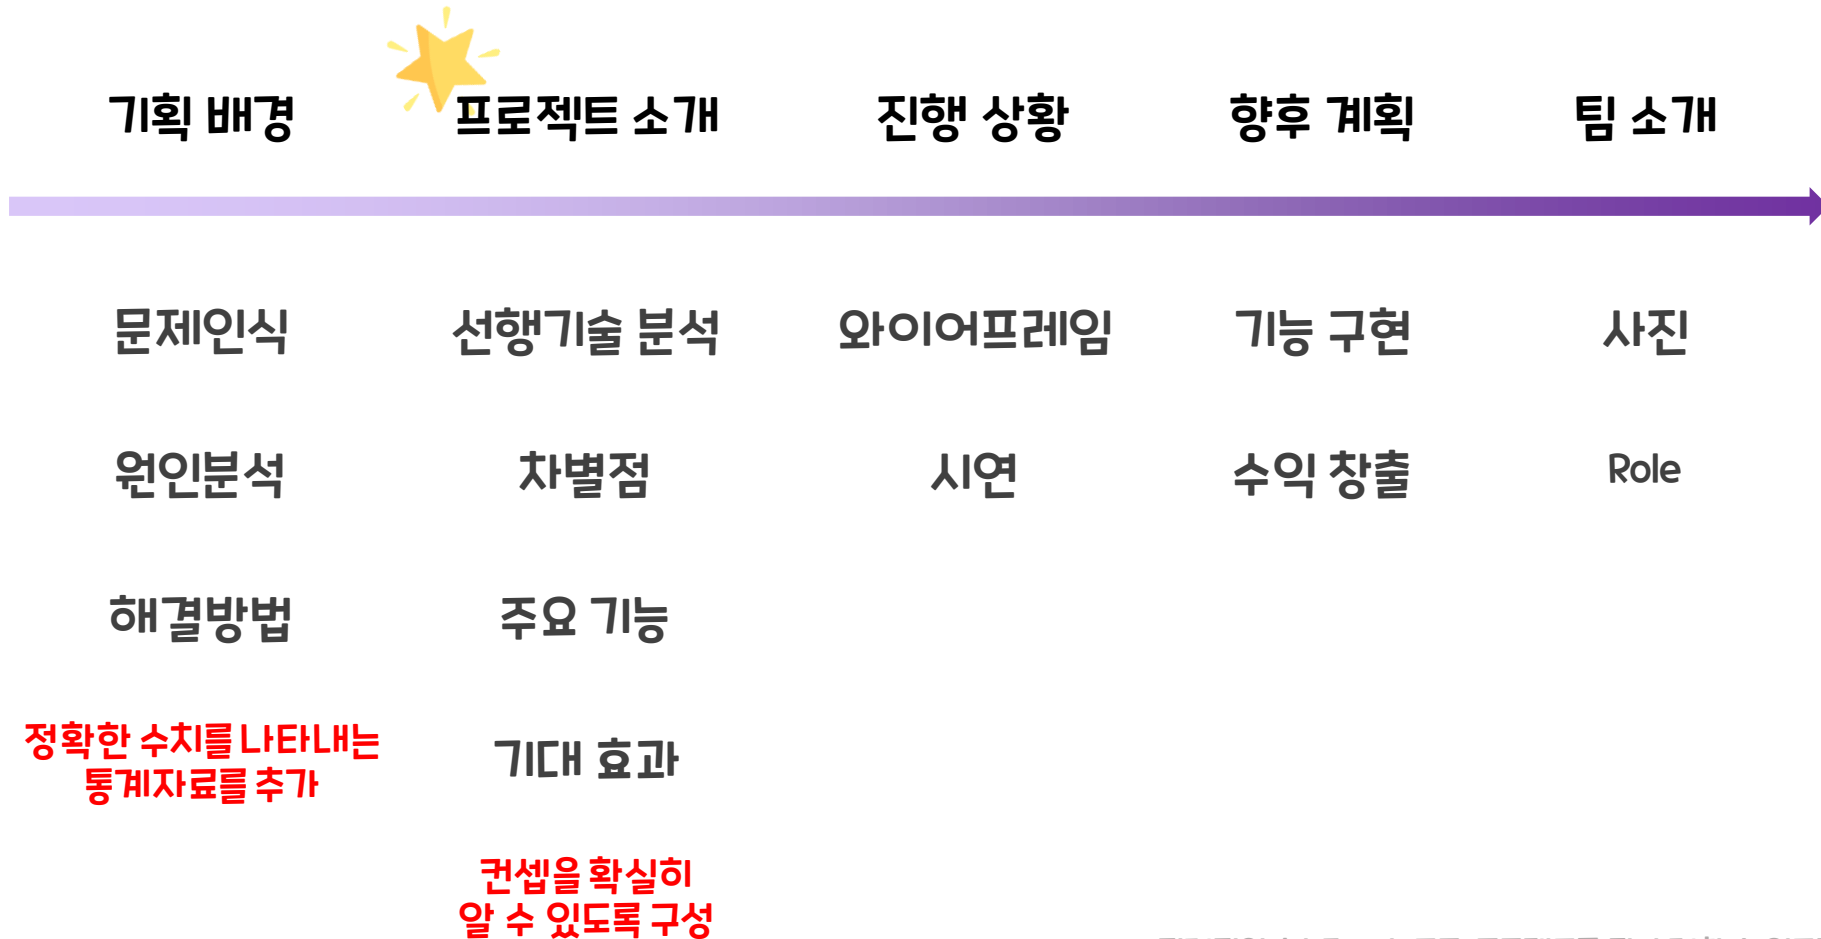 기획 배경
프로젝트 소개
진행 상황
향후 계획
팀 소개
문제인식
선행기술 분석
와이어프레임
기능 구현
사진
원인분석
차별점
시연
수익 창출
Role
해결방법
주요 기능
정확한 수치를 나타내는
통계자료를 추가
기대 효과
컨셉을 확실히
알 수 있도록 구성